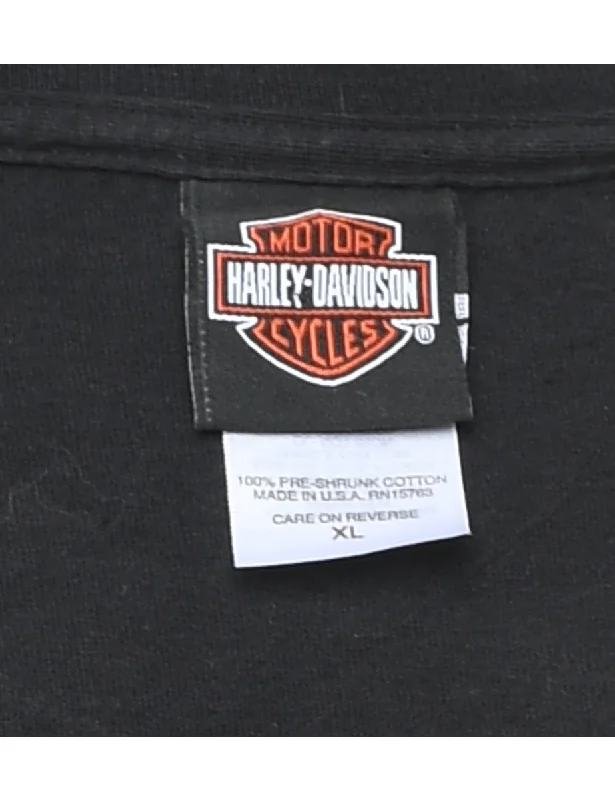 MOTOR
HARLEY-DAVIDSON
CYCLES
®
100% PRE-SHRUNK COTTON
MADE IN U.S.A. RN15763
CARE ON REVERSE
XL